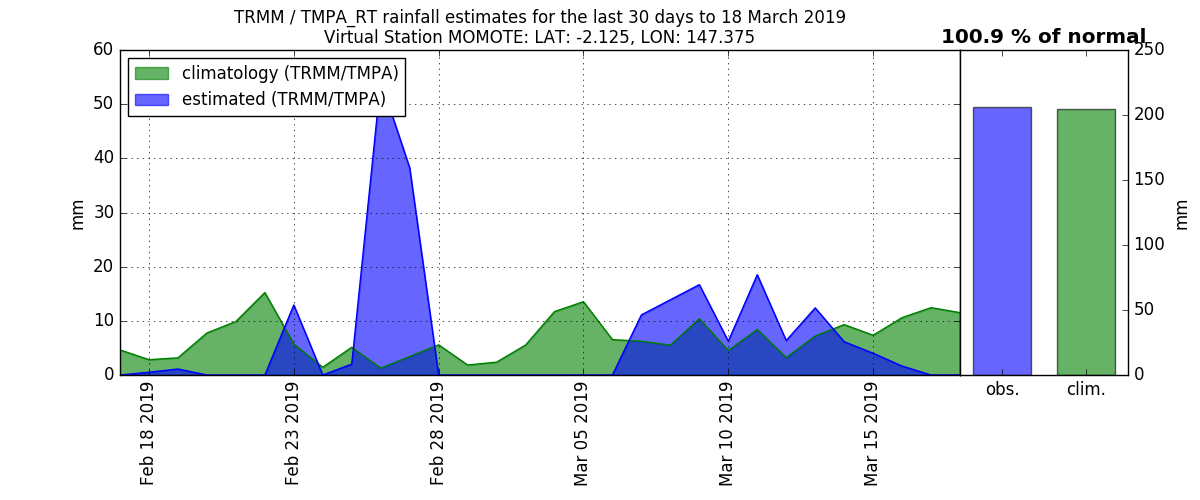 TRMM / TMPA_RT rainfall estimates for the last 30 days to 18 March 2019
Virtual Station MOMOTE: LAT: -2.125, LON: 147.375
100.9 % of normal
climatology (TRMM/TMPA)
estimated (TRMM/TMPA)
60
50
40
30
20
10
0
mm
Feb 18 2019
Feb 23 2019
Feb 28 2019
Mar 05 2019
Mar 10 2019
Mar 15 2019
obs.
clim.
250
200
150
100
50
0
mm